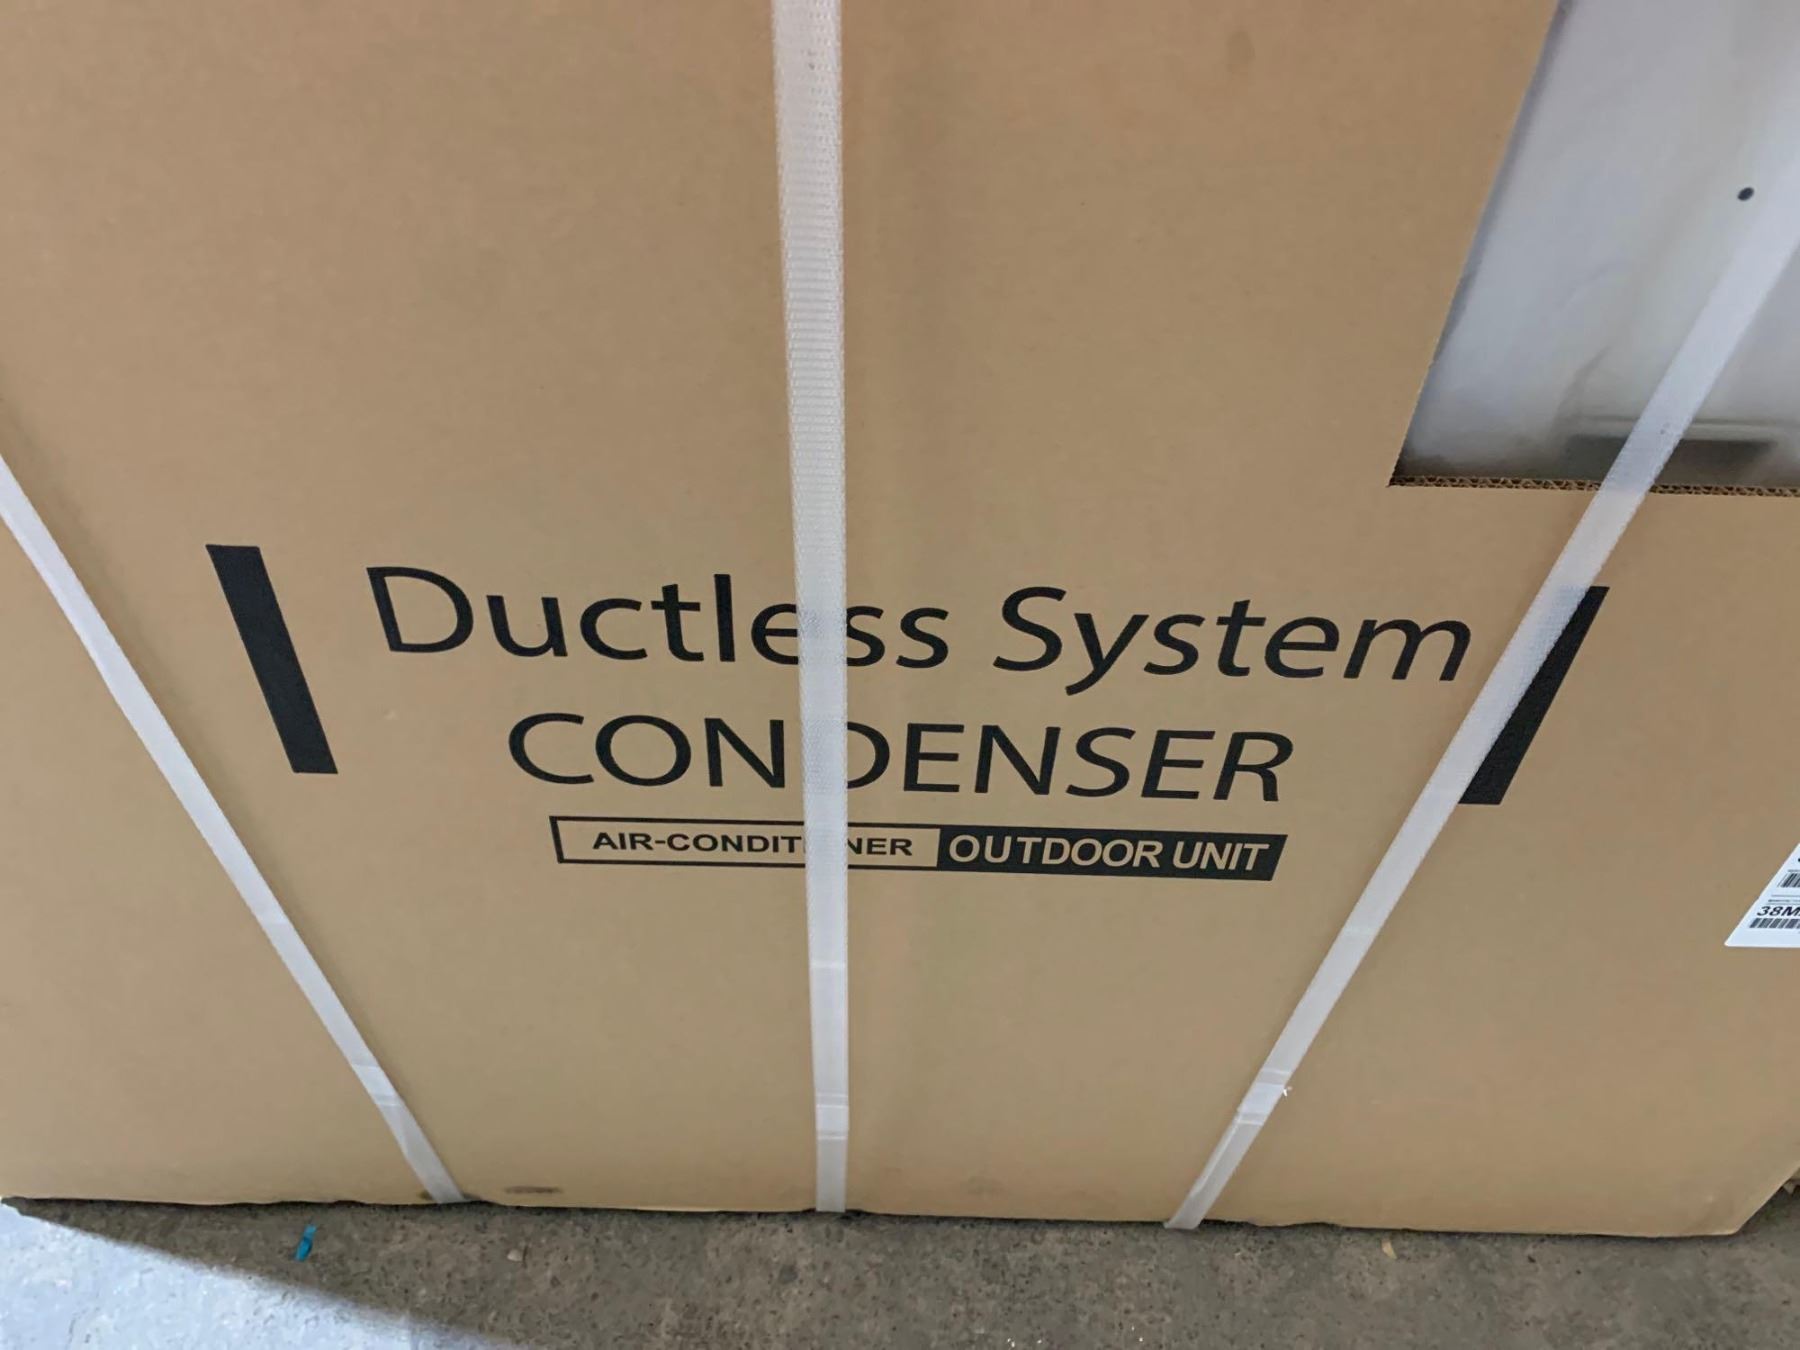 Ductless System
CONDENSER
AIR-CONDITIONER OUTDOOR UNIT
38M